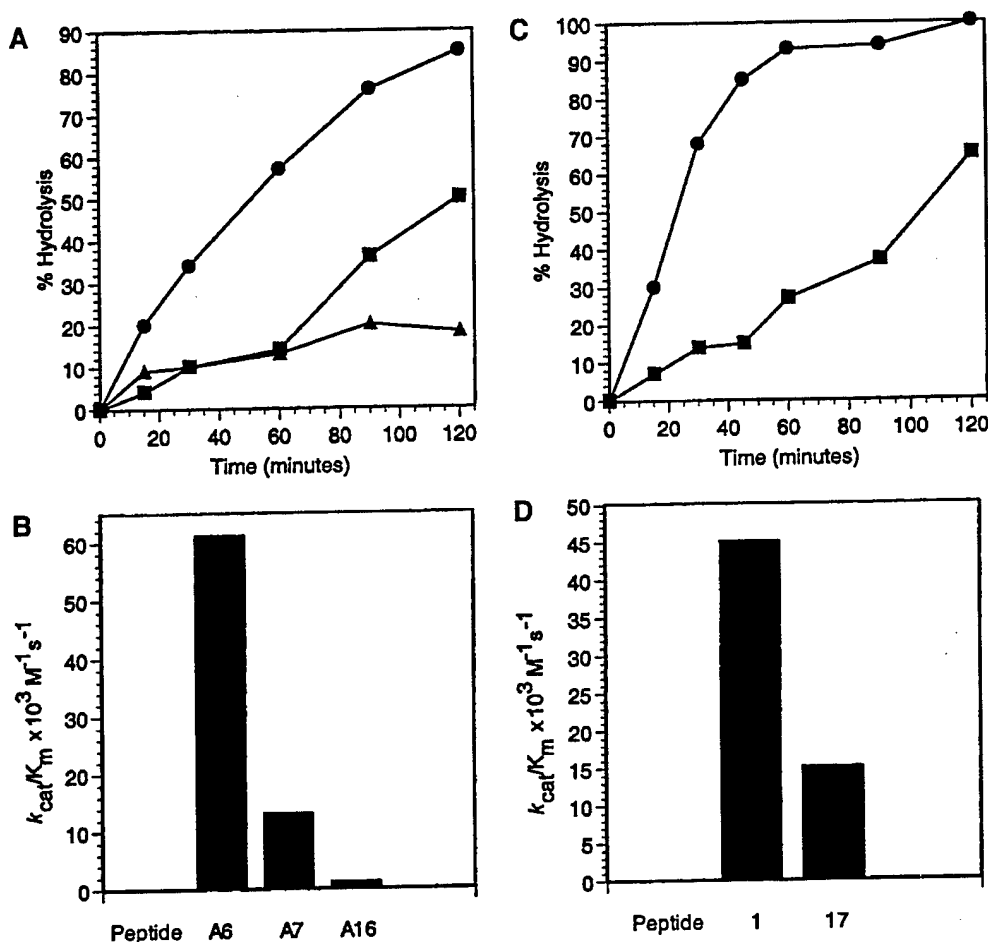 A
90
80
70
60
50
40
30
20
10
0
% Hydrolysis
0 20 40 60 80 100 120
Time (minutes)
C
100
90
80
70
60
50
40
30
20
10
0
% Hydrolysis
0 20 40 60 80 100 120
Time (minutes)
B
60
50
40
30
20
10
0
kcat/Km x10³ M⁻¹s⁻¹
Peptide A6 A7 A16
D
50
45
40
35
30
25
20
15
10
5
0
kcat/Km x10³ M⁻¹s⁻¹
Peptide 1 17